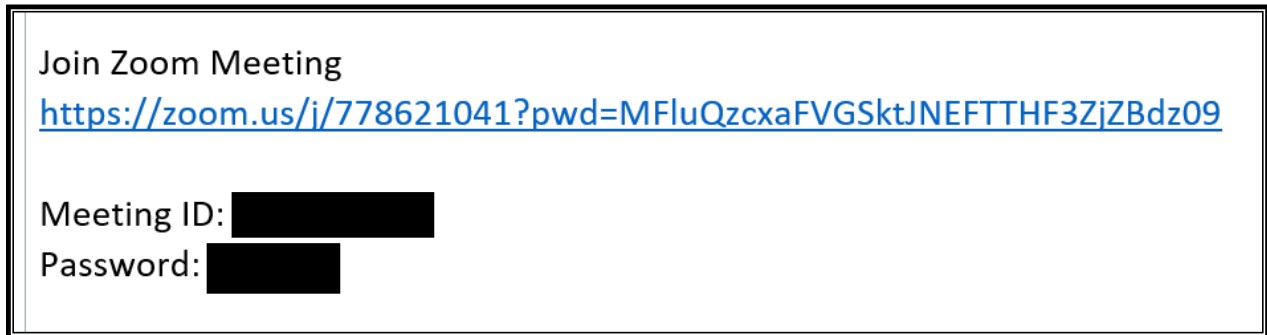 Join Zoom Meeting
https://zoom.us/j/778621041?pwd=MFluQzcxaFVGSktJNEFTTHF3ZjZBdz09
Meeting ID:
Password: